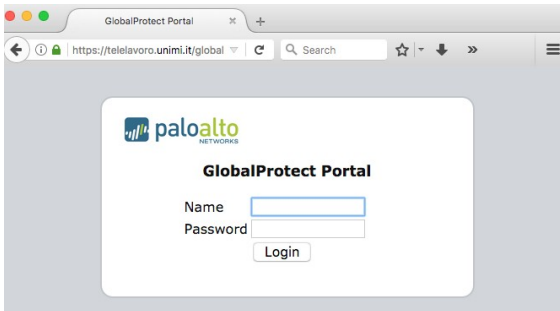 GlobalProtect Portal
https://telelavoro.unimi.it/global
Search
paloalto
NETWORKS
GlobalProtect Portal
Name
Password
Login